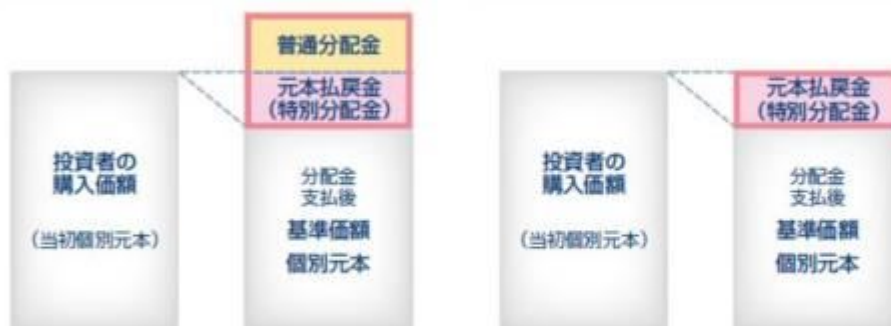 普通分配金
元本払戻金
（特別分配金）
投資者の
購入価額
（当初個別元本）
分配金
支払後
基準価額
個別元本
元本払戻金
（特別分配金）
投資者の
購入価額
（当初個別元本）
分配金
支払後
基準価額
個別元本